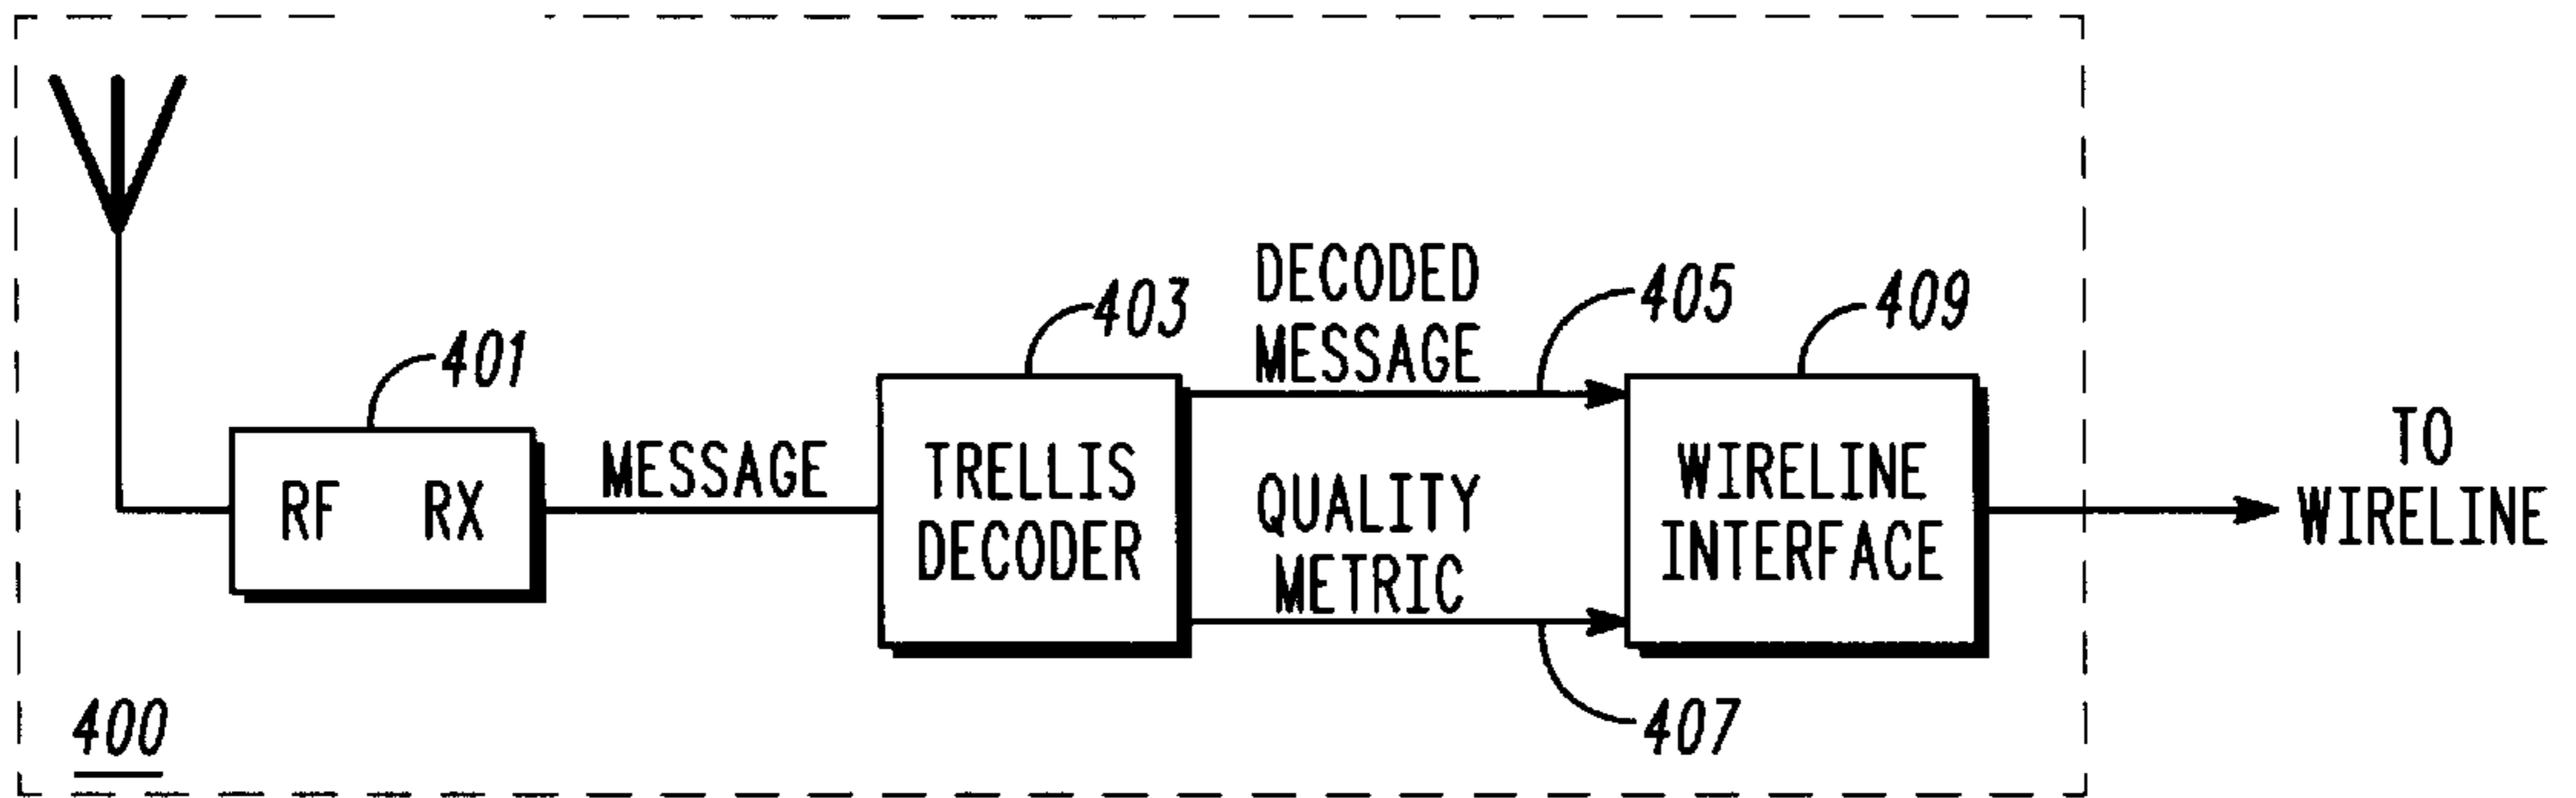 401
RF RX
MESSAGE
403
TRELLIS
DECODER
DECODED
MESSAGE
405
QUALITY
METRIC
407
409
WIRELINE
INTERFACE
TO
WIRELINE
400